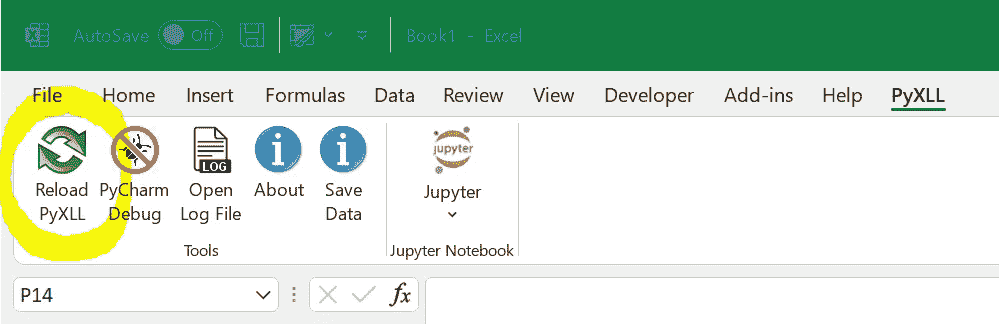 AutoSave Off Book1 - Excel
File Home Insert Formulas Data Review View Developer Add-ins Help PyXLL
LOG jupyter
Reload PyCharm Open About Save Jupyter
PyXLL Debug Log File Data
Tools Jupyter Notebook
P14 fx